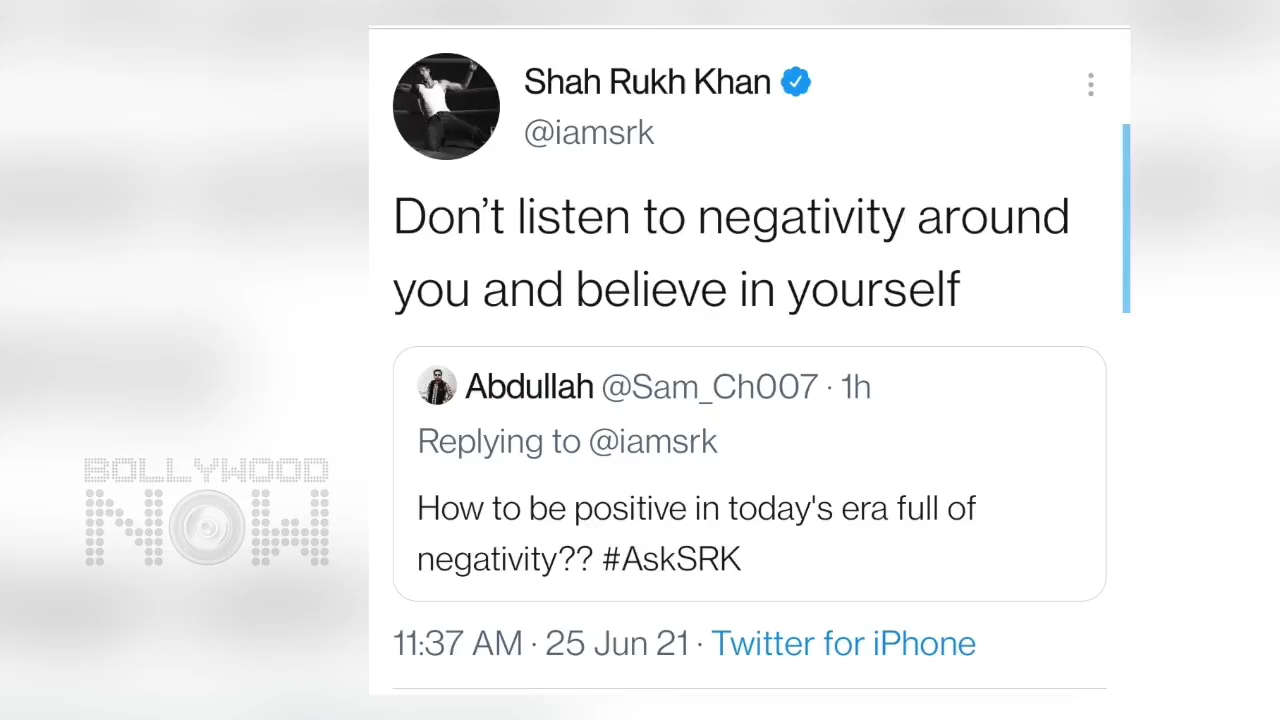 Shah Rukh Khan
@iamsrk
Don’t listen to negativity around
you and believe in yourself
Abdullah @Sam_Ch007 · 1h
Replying to @iamsrk
How to be positive in today's era full of
negativity?? #AskSRK
11:37 AM · 25 Jun 21 · Twitter for iPhone
BOLLYWOOD
NOW